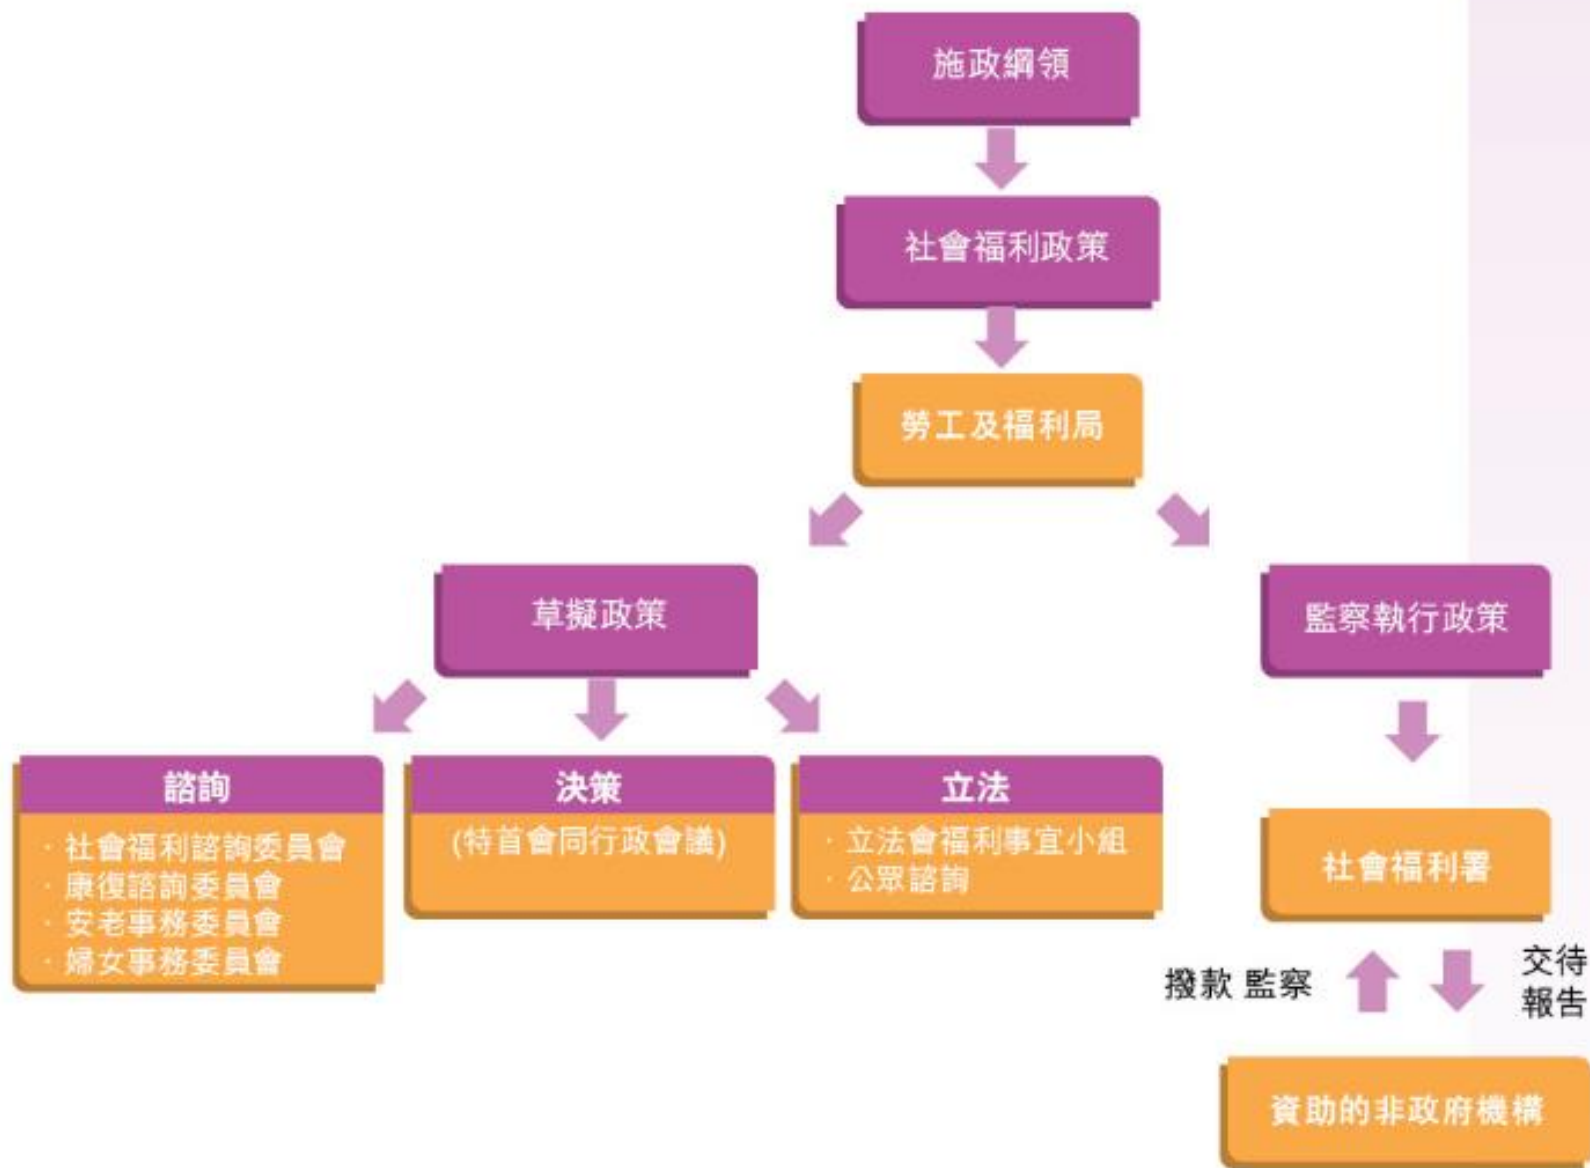 施政綱領
社會福利政策
勞工及福利局
草擬政策
監察執行政策
諮詢
· 社會福利諮詢委員會
· 康復諮詢委員會
· 安老事務委員會
· 婦女事務委員會
決策
(特首會同行政會議)
立法
· 立法會福利事宜小組
· 公眾諮詢
社會福利署
撥款 監察
交待
報告
資助的非政府機構